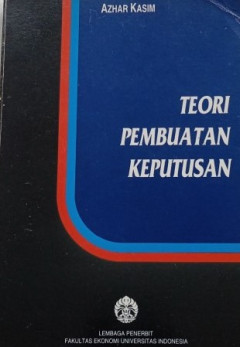 AZHAR KASIM
TEORI
PEMBUATAN
KEPUTUSAN
LEMBAGA PENERBIT
FAKULTAS EKONOMI UNIVERSITAS INDONESIA